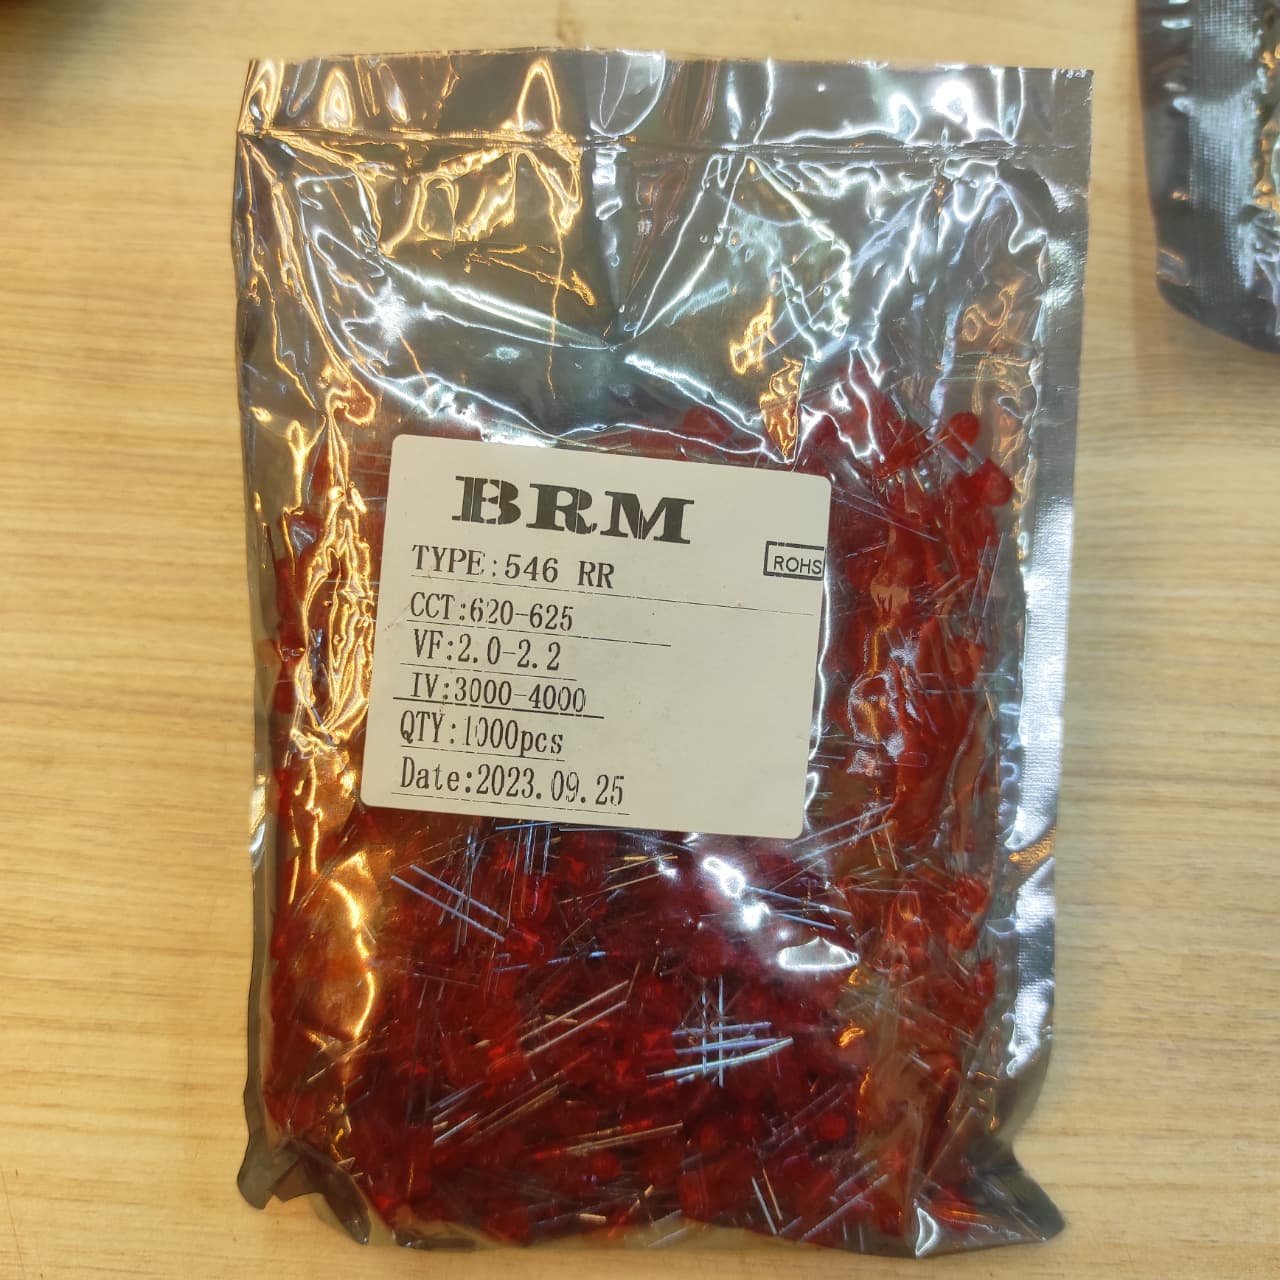 BRM
TYPE:546 RR
ROHS
CCT:620-625
VF:2.0-2.2
IV:3000-4000
QTY:1000pcs
Date:2023.09.25